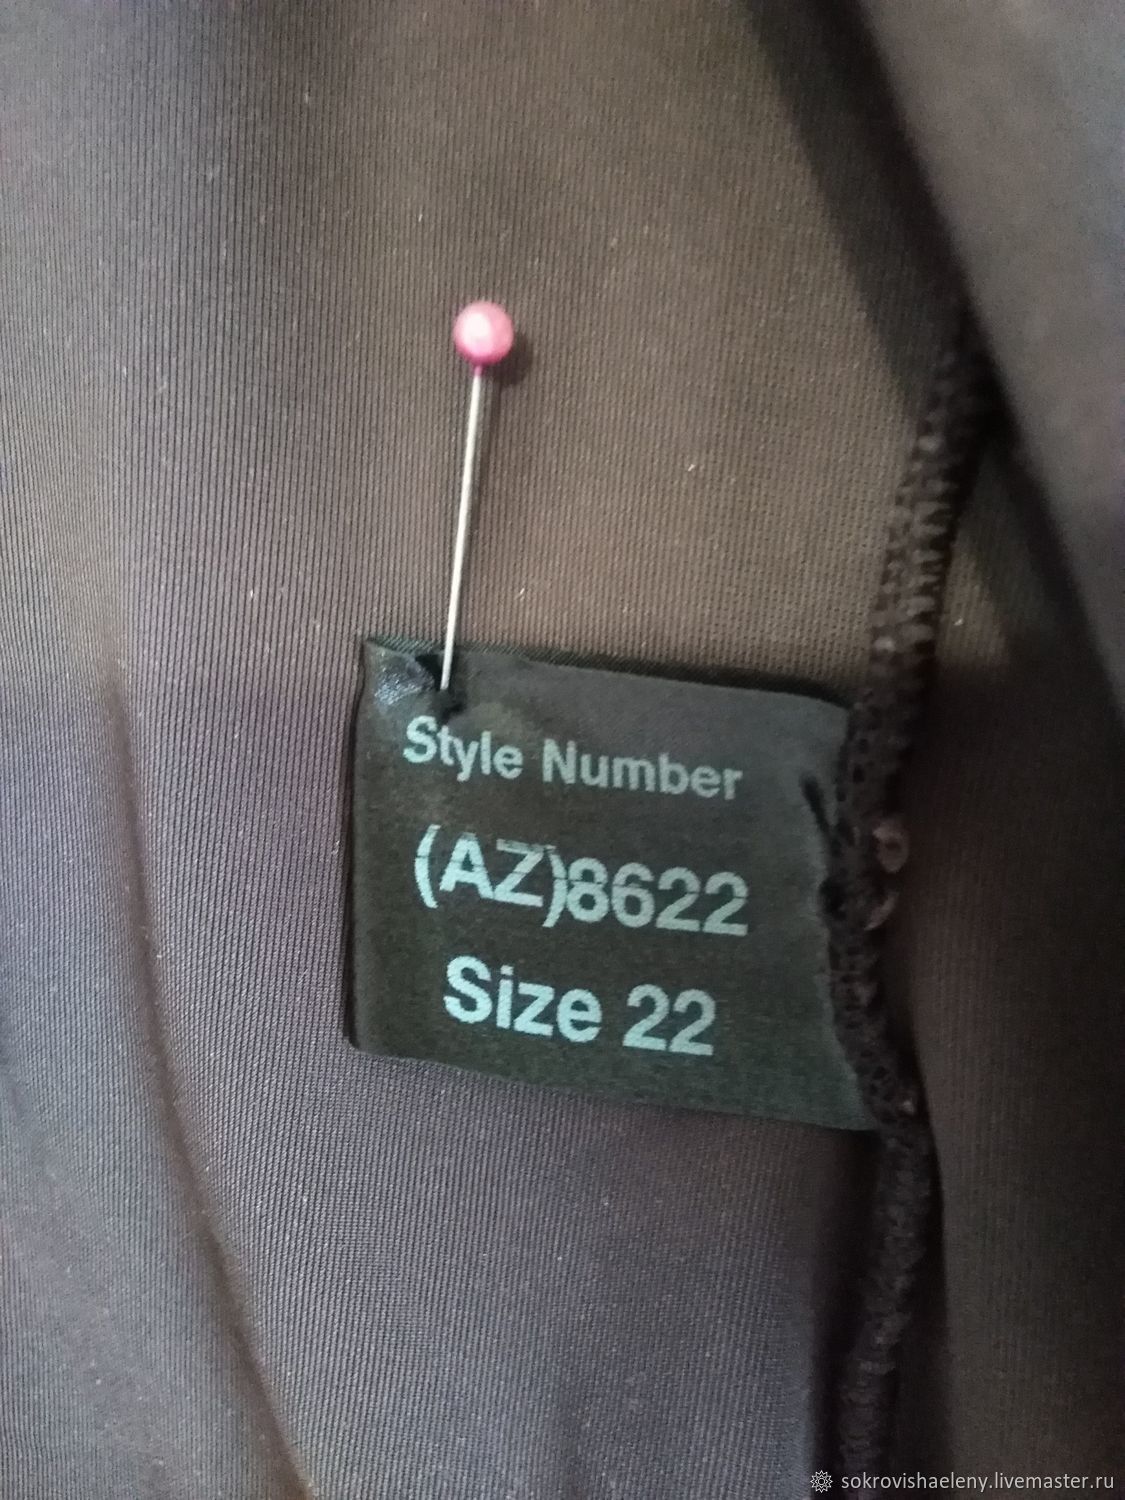 Style Number
(AZ)8622
Size 22
sokrovishaeleny.livemaster.ru